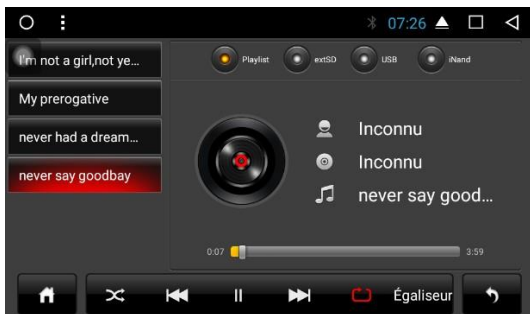 07:26
I'm not a girl,not ye...
My prerogative
never had a dream...
never say goodbay
Playlist
extSD
USB
iNand
Inconnu
Inconnu
never say good...
0:07
3:59
Égaliseur